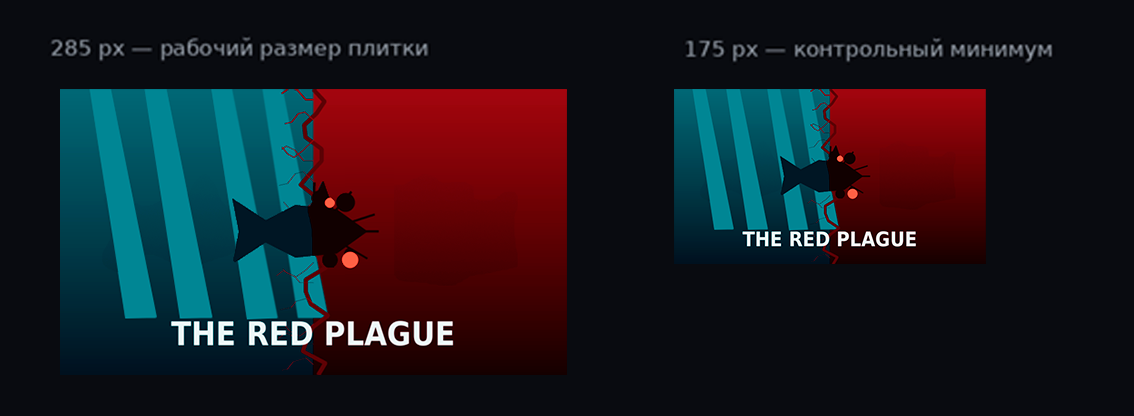 285 px — рабочий размер плитки
175 px — контрольный минимум
THE RED PLAGUE
THE RED PLAGUE